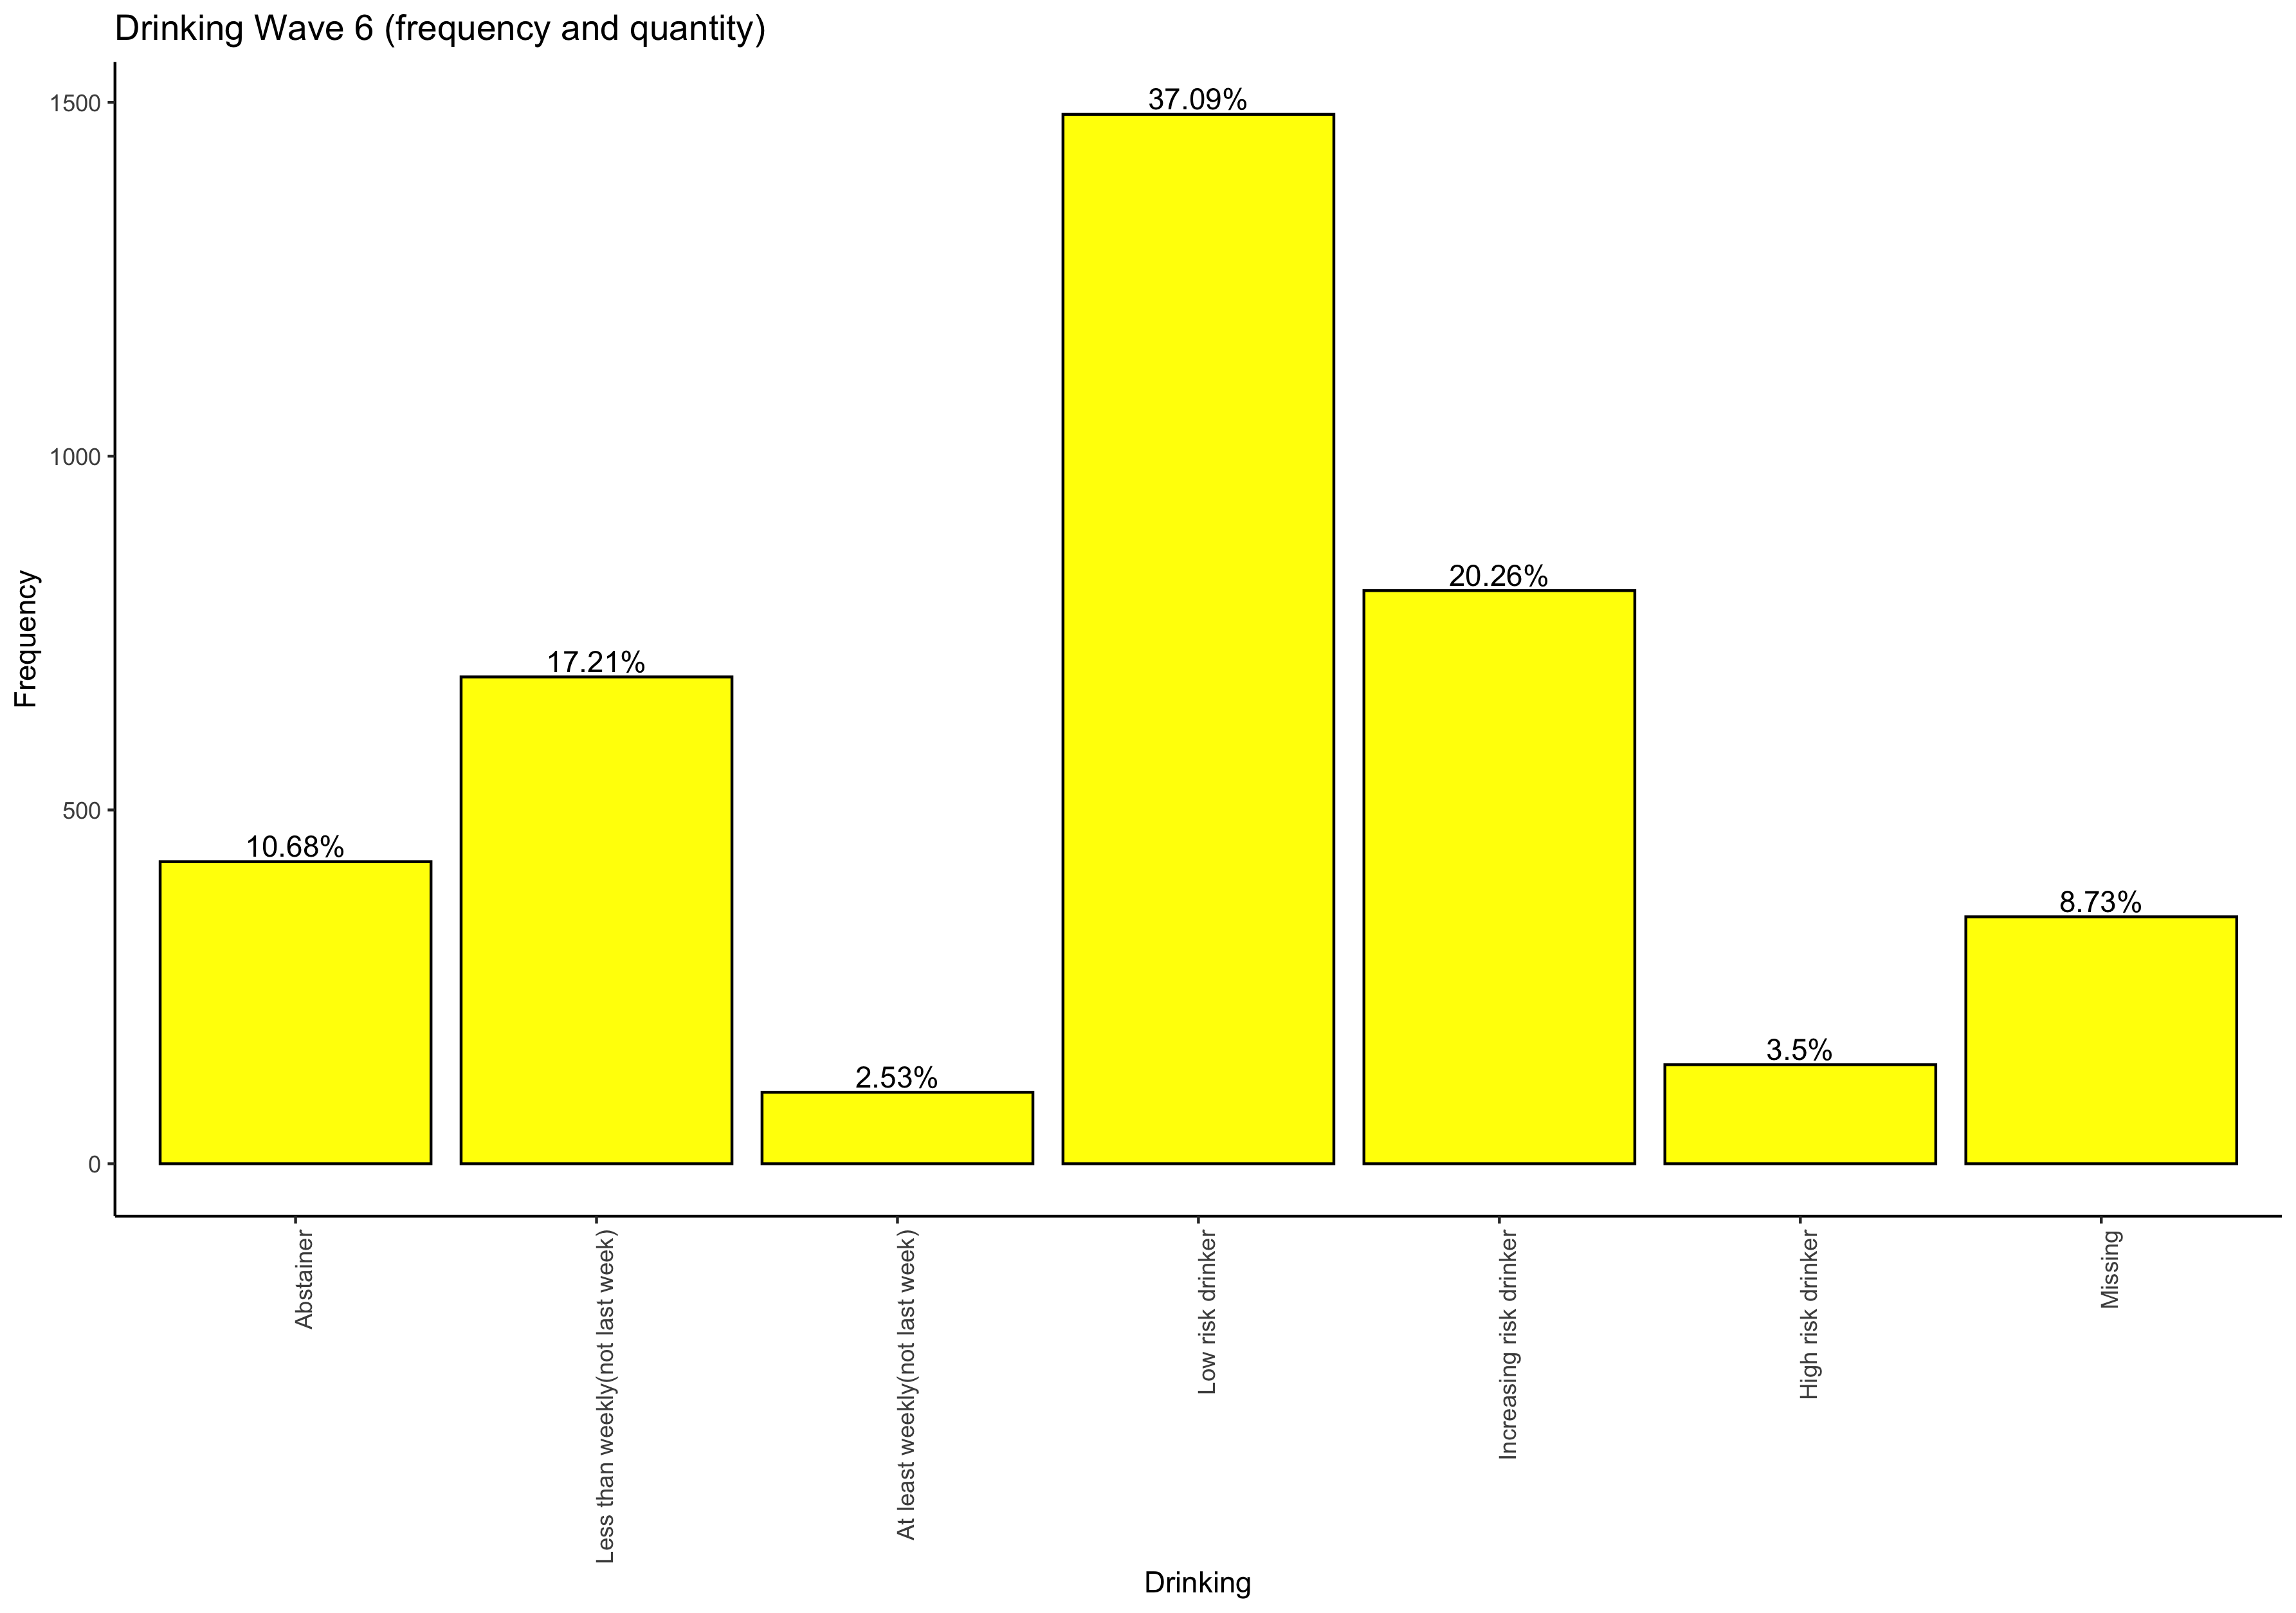 Drinking Wave 6 (frequency and quantity)
Frequency
1500
1000
500
0
10.68%
17.21%
2.53%
37.09%
20.26%
3.5%
8.73%
Abstainer
Less than weekly(not last week)
At least weekly(not last week)
Low risk drinker
Increasing risk drinker
High risk drinker
Missing
Drinking